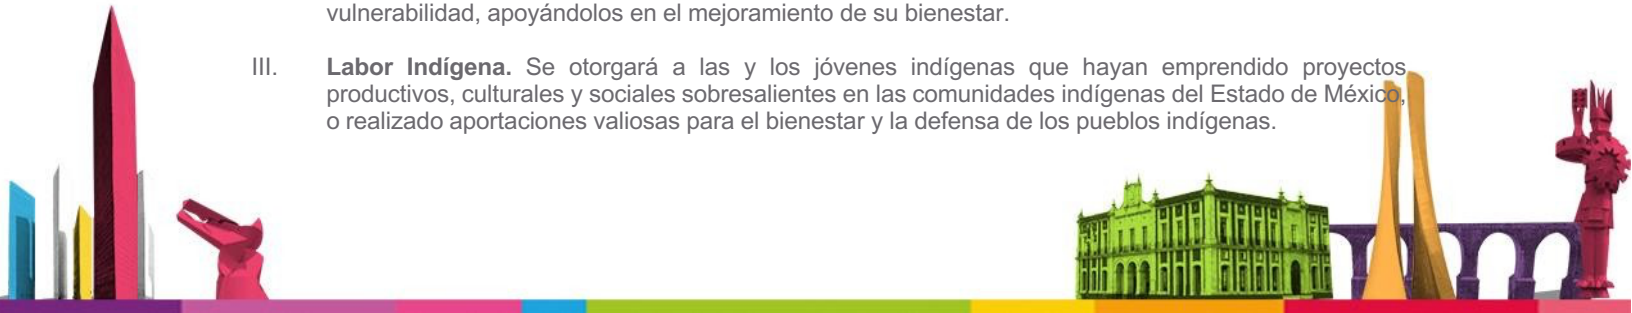 vulnerabilidad, apoyándolos en el mejoramiento de su bienestar.
III. Labor Indígena. Se otorgará a las y los jóvenes indígenas que hayan emprendido proyectos
productivos, culturales y sociales sobresalientes en las comunidades indígenas del Estado de México,
o realizado aportaciones valiosas para el bienestar y la defensa de los pueblos indígenas.